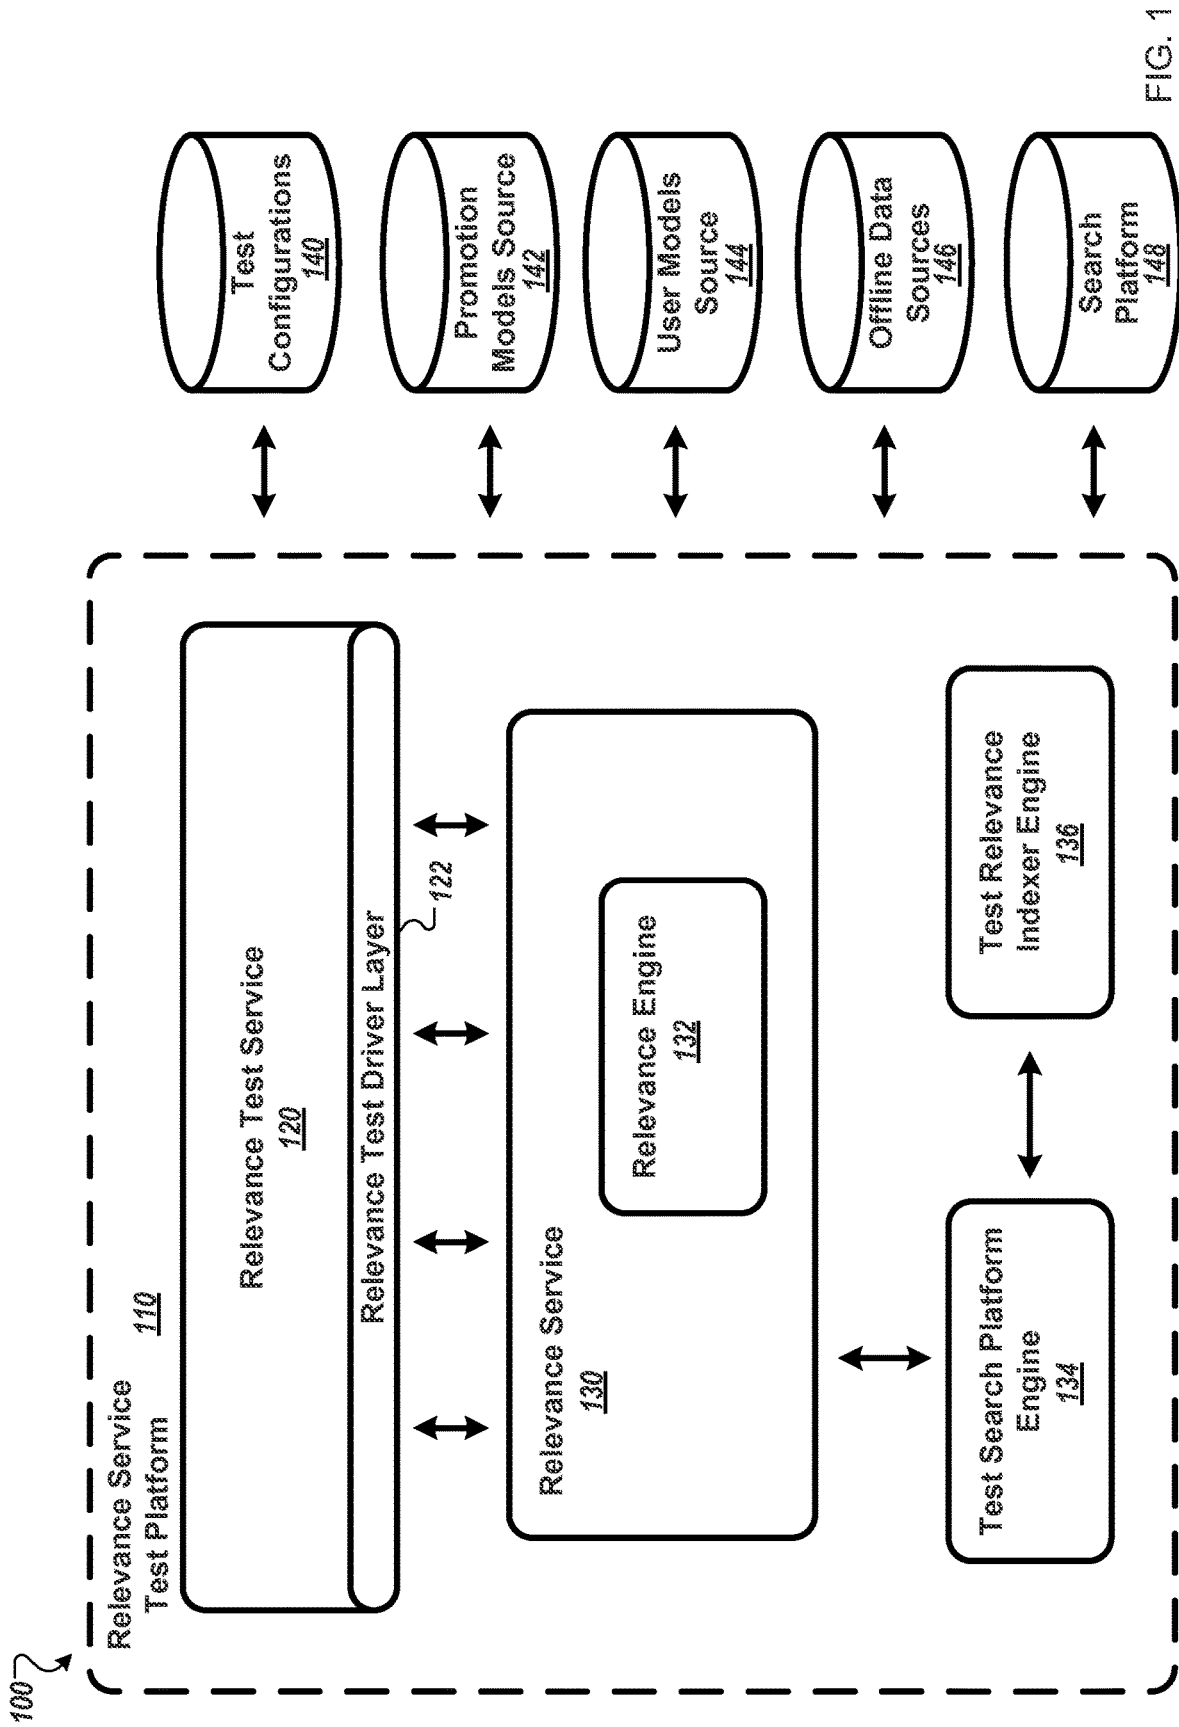 100
Relevance Service
Test Platform
110
Relevance Test Service
120
Relevance Test Driver Layer
122
Relevance Service
130
Relevance Engine
132
Test Search Platform
Engine
134
Test Relevance
Indexer Engine
136
Test
Configurations
140
Promotion
Models Source
142
User Models
Source
144
Offline Data
Sources
146
Search
Platform
148
FIG. 1